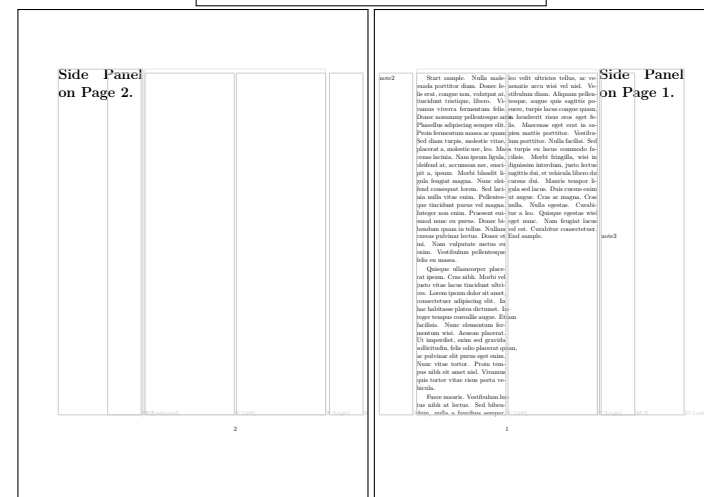 Side Panel
on Page 2.
2
note2
Start sample. Nulla male-
suada porttitor diam. Donec fe-
lis erat, congue non, volutpat at,
tincidunt tristique, libero. Vi-
vamus viverra fermentum felis.
Donec nonummy pellentesque
Phasellus adipiscing semper elit.
Proin fermentum massa ac quam.
Sed diam turpis, molestie vitae,
placerat a, molestie nec, leo. Mae-
cenas lacinia. Nam ipsum ligula,
eleifend at, accumsan nec, susci-
pit a, ipsum. Morbi blandit li-
gula feugiat magna. Nunc elei-
fend consequat lorem. Sed laci-
nia nulla vitae enim. Pellentes-
que tincidunt purus vel magna.
Integer non enim. Praesent eui-
smod nunc eu purus. Donec bi-
bendum quam in tellus. Nullam
cursus pulvinar lectus. Donec et
mi. Nam vulputate metus eu
enim. Vestibulum pellentesque
felis eu massa.
Quisque ullamcorper place-
rat ipsum. Cras nibh. Morbi vel
justo vitae lacus tincidunt ultri-
ces. Lorem ipsum dolor sit amet,
consectetuer adipiscing elit. In
hac habitasse platea dictumst. In-
teger tempus convallis augue. Etiam
facilisis. Nunc elementum fer-
mentum wisi. Aenean placerat.
Ut imperdiet, enim sed gravida
sollicitudin, felis odio placerat quam,
ac pulvinar elit purus eget enim.
Nunc vitae tortor. Proin tem-
pus nibh sit amet nisl. Vivamus
quis tortor vitae risus porta ve-
hicula.
Fusce mauris. Vestibulum luc-
tus nibh at lectus. Sed biben-
dum, nulla a faucibus semper,
leo velit ultricies tellus, ac ve-
nenatis arcu wisi vel nisl. Ve-
stibulum diam. Aliquam pellen-
tesque, augue quis sagittis po-
suere, turpis lacus congue quam,
in hendrerit risus eros eget fe-
lis. Maecenas eget erat in sa-
pien mattis porttitor. Vestibu-
lum porttitor. Nulla facilisi. Sed
a turpis eu lacus commodo fa-
cilisis. Morbi fringilla, wisi in
dignissim interdum, justo lectus
sagittis dui, et vehicula libero dui
cursus dui. Mauris tempor li-
gula sed lacus. Duis cursus enim
ut augue. Cras ac magna. Cras
nulla. Nulla egestas. Curabi-
tur a leo. Quisque egestas wisi
eget nunc. Nam feugiat lacus
vel est. Curabitur consectetuer.
End sample.
Side Panel
on Page 1.
note3
1